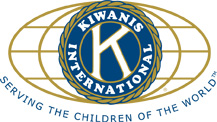 KIWANIS
K
INTERNATIONAL
®
SERVING THE CHILDREN OF THE WORLD™